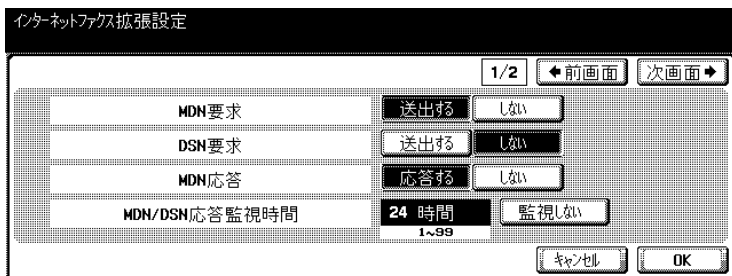 インターネットファクス拡張設定
1/2 ←前画面 次画面→
MDN要求 送出する しない
DSN要求 送出する しない
MDN応答 応答する しない
MDN/DSN応答監視時間 24 時間 監視しない
1~99
キャンセル OK